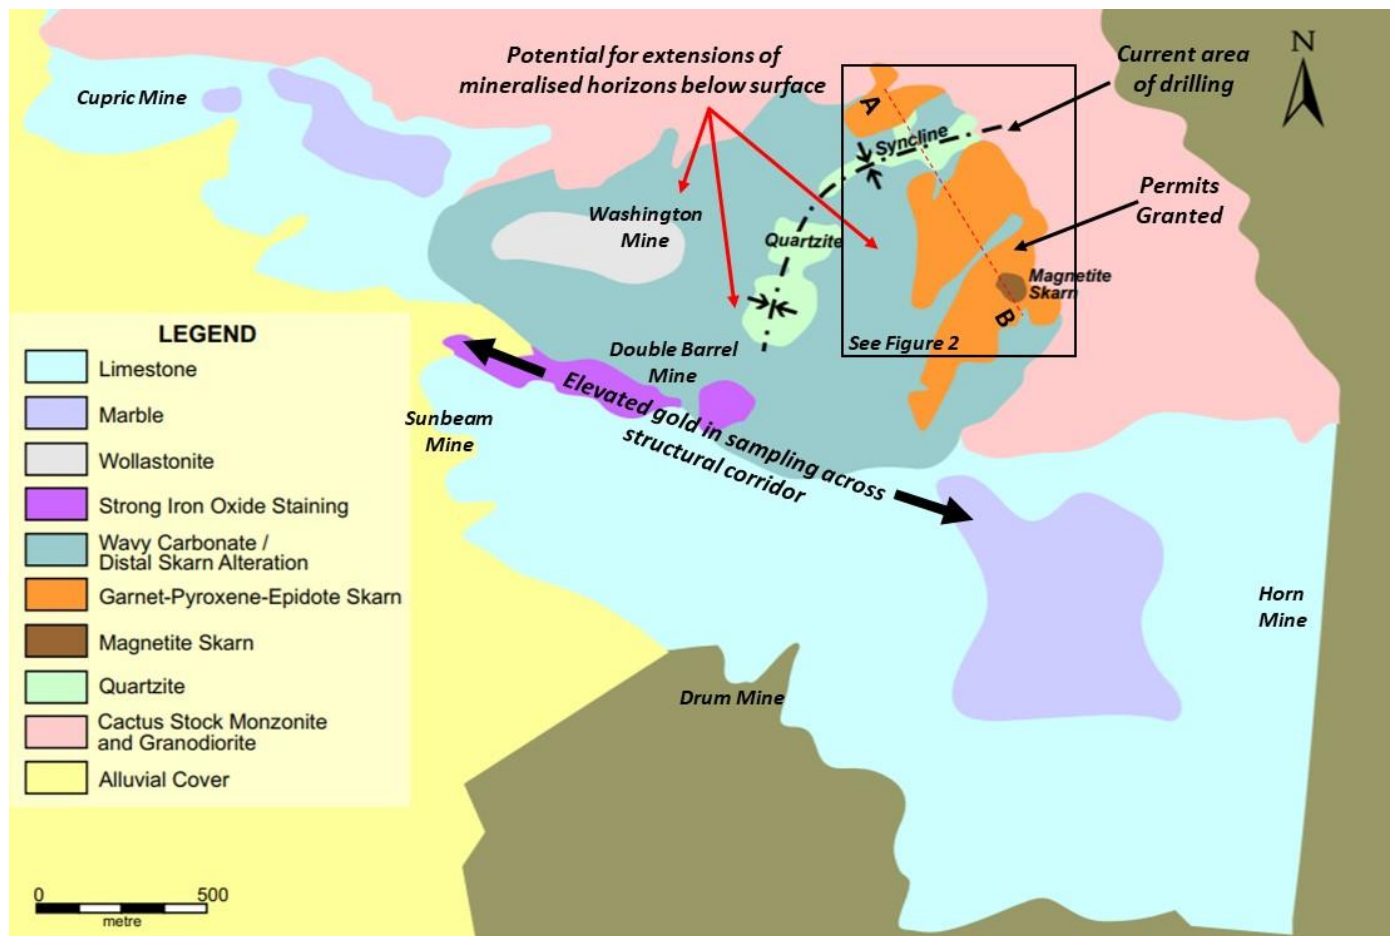 Potential for extensions of
mineralised horizons below surface
Current area
of drilling
N
Cupric Mine
A
Syncline
Permits
Granted
Washington
Mine
Quartzite
Magnetite
Skarn
B
See Figure 2
Double Barrel
Mine
Elevated gold in sampling across
structural corridor
Sunbeam
Mine
Horn
Mine
Drum Mine
LEGEND
Limestone
Marble
Wollastonite
Strong Iron Oxide Staining
Wavy Carbonate /
Distal Skarn Alteration
Garnet-Pyroxene-Epidote Skarn
Magnetite Skarn
Quartzite
Cactus Stock Monzonite
and Granodiorite
Alluvial Cover
0 500
metre